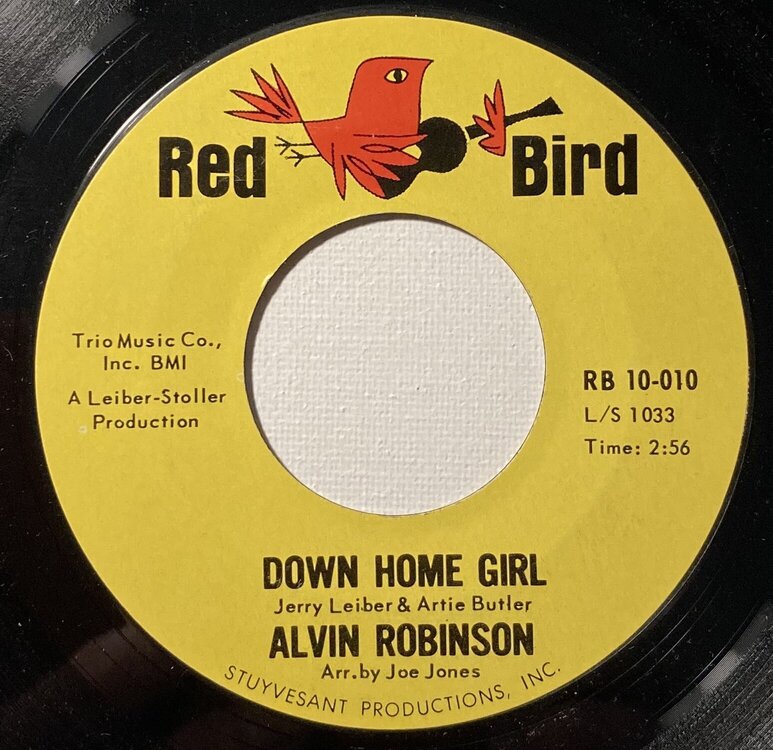 Red Bird
Trio Music Co.,
Inc. BMI
A Leiber-Stoller
Production
RB 10-010
L/S 1033
Time: 2:56
DOWN HOME GIRL
Jerry Leiber & Artie Butler
ALVIN ROBINSON
Arr.by Joe Jones
STUYVESANT PRODUCTIONS, INC.